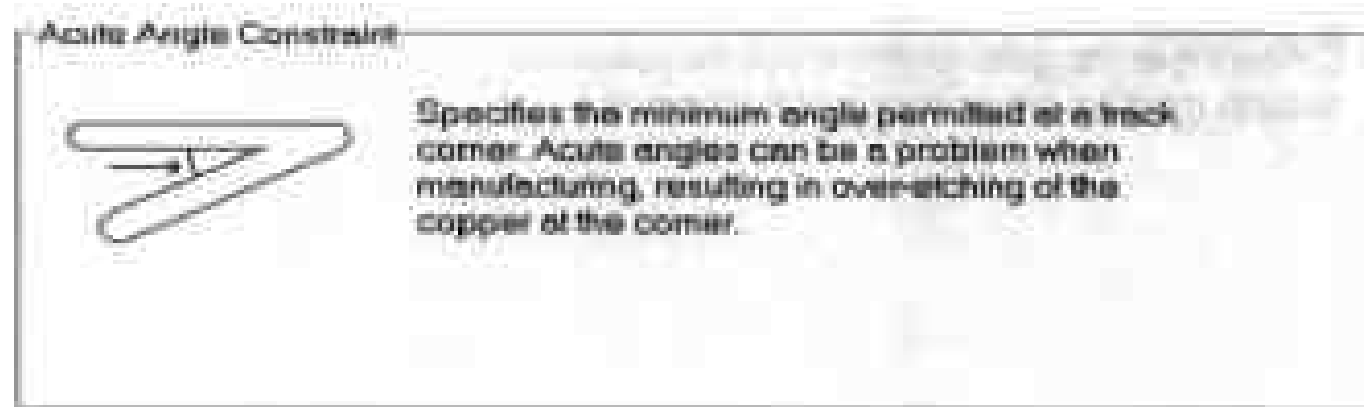 Acute Angle Constraint
Specifies the minimum angle permitted at a track
corner. Acute angles can be a problem when
manufacturing, resulting in over-etching of the
copper at the corner.